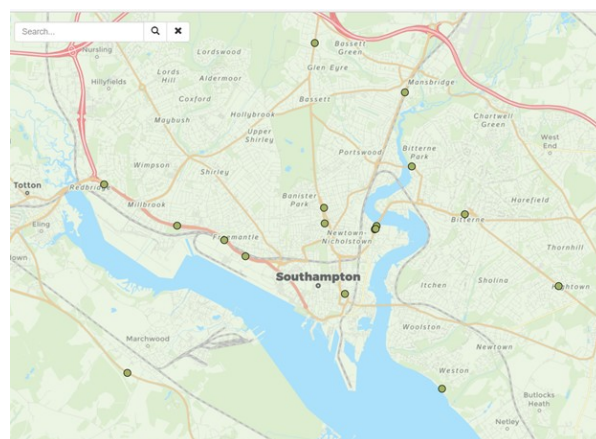 Search...
Bassett
Green
Nursling
Lordswood
Glen Eyre
Lords
Hill
Aldermoor
Hillyfields
Mansbridge
Coxford
Bassett
Chartwell
Green
Hollybrook
Maybush
Upper
Shirley
West
End
Portswood
Bitterne
Park
Wimpson
Shirley
Totton
Redbridge
Banister
Park
Harefield
Millbrook
Bitterne
Eling
Freemantle
Newtown-
Nicholstown
Thornhill
Southampton
Itchen
Sholing
Marchwood
Woolston
Newtown
Weston
Butlocks
Heath
Netley